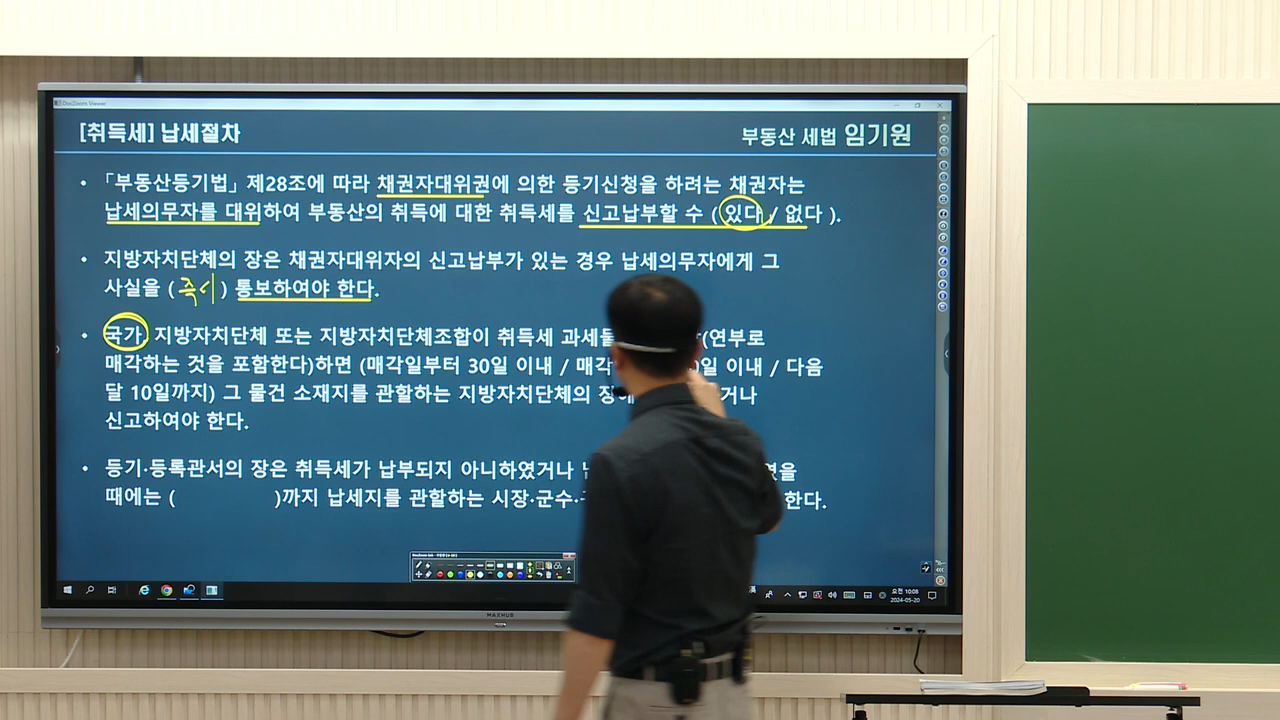 DocZoom Viewer
[취득세] 납세절차
부동산 세법 임기원
• 「부동산등기법」 제28조에 따라 채권자대위권에 의한 등기신청을 하려는 채권자는
납세의무자를 대위하여 부동산의 취득에 대한 취득세를 신고납부할 수 ( 있다 / 없다 ).
• 지방자치단체의 장은 채권자대위자의 신고납부가 있는 경우 납세의무자에게 그
사실을 ( 즉시 ) 통보하여야 한다.
• 국가, 지방자치단체 또는 지방자치단체조합이 취득세 과세 (연부로
매각하는 것을 포함한다)하면 (매각일부터 30일 이내 / 매각 일 이내 / 다음
달 10일까지) 그 물건 소재지를 관할하는 지방자치단체의 거나
신고하여야 한다.
• 등기·등록관서의 장은 취득세가 납부되지 아니하였거나
때에는 ( )까지 납세지를 관할하는 시장·군수· 한다.
MAXHUB
오전 10:08
2024-05-20